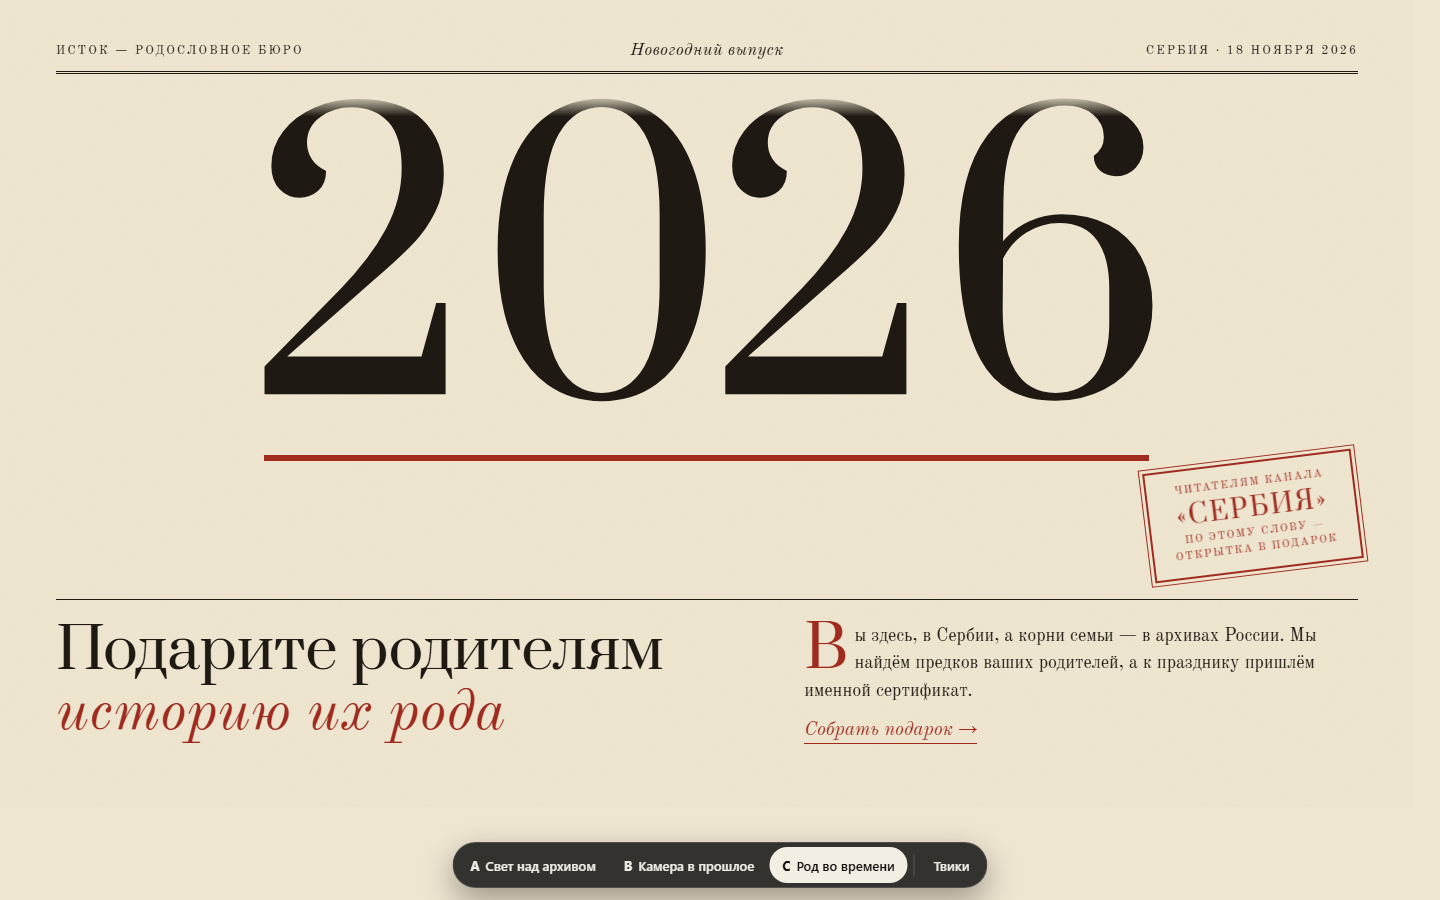 ИСТОК — РОДОСЛОВНОЕ БЮРО
Новогодний выпуск
СЕРБИЯ · 18 НОЯБРЯ 2026
2026
ЧИТАТЕЛЯМ КАНАЛА
«СЕРБИЯ»
ПО ЭТОМУ СЛОВУ —
ОТКРЫТКА В ПОДАРОК
Подарите родителям
историю их рода
Вы здесь, в Сербии, а корни семьи — в архивах России. Мы
найдём предков ваших родителей, а к празднику пришлём
именной сертификат.
Собрать подарок →
A Свет над архивом
B Камера в прошлое
C Род во времени
Твики